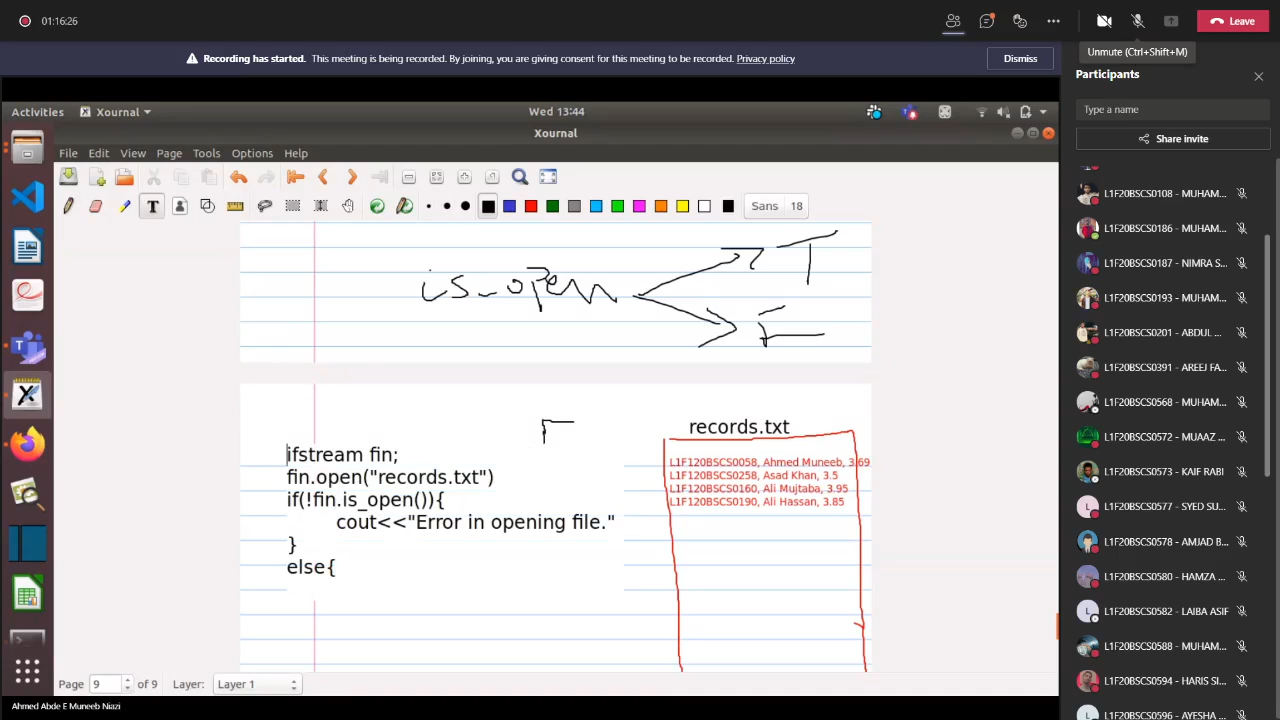 01:16:26
Leave
Recording has started. This meeting is being recorded. By joining, you are giving consent for this meeting to be recorded. Privacy policy
Dismiss
Unmute (Ctrl+Shift+M)
Participants
Type a name
Share invite
Activities
Xournal
Wed 13:44
Xournal
File Edit View Page Tools Options Help
T
Sans 18
is_open
T
F
records.txt
ifstream fin;
fin.open("records.txt")
if(!fin.is_open()){
cout<<"Error in opening file."
}
else{
L1F120BSCS0058, Ahmed Muneeb, 3.69
L1F120BSCS0258, Asad Khan, 3.5
L1F120BSCS0160, Ali Mujtaba, 3.95
L1F120BSCS0190, Ali Hassan, 3.85
Page 9 of 9 Layer: Layer 1
Ahmed Abde E Muneeb Niazi
L1F20BSCS0108 - MUHAM...
L1F20BSCS0186 - MUHAM...
L1F20BSCS0187 - NIMRA S...
L1F20BSCS0193 - MUHAM...
L1F20BSCS0201 - ABDUL ...
L1F20BSCS0391 - AREEJ FA...
L1F20BSCS0568 - MUHAM...
L1F20BSCS0572 - MUAAZ ...
L1F20BSCS0573 - KAIF RABI
L1F20BSCS0577 - SYED SU...
L1F20BSCS0578 - AMJAD B...
L1F20BSCS0580 - HAMZA ...
L L1F20BSCS0582 - LAIBA ASIF
L1F20BSCS0588 - MUHAM...
L1F20BSCS0594 - HARIS SI...
L1F20BSCS0596 - AYESHA ...